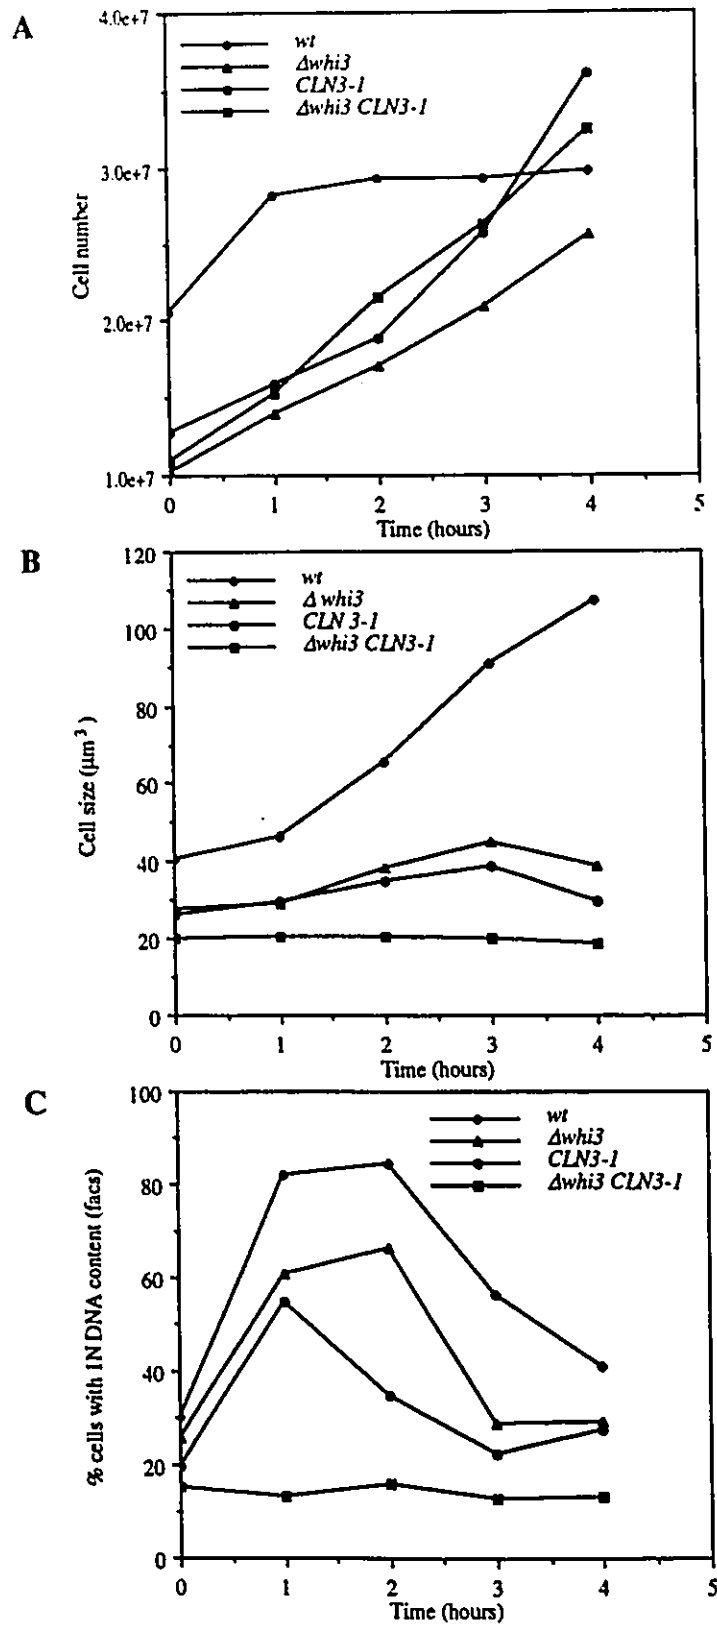 A
4.0e+7
wt
Δwhi3
CLN3-1
Δwhi3 CLN3-1
3.0e+7
Cell number
2.0e+7
1.0e+7
0 1 2 3 4 5
Time (hours)
B
120
wt
Δ whi3
CLN 3-1
Δwhi3 CLN3-1
100
80
Cell size (μm³)
60
40
20
0
0 1 2 3 4 5
Time (hours)
C
100
wt
Δwhi3
CLN3-1
Δwhi3 CLN3-1
80
% cells with 1N DNA content (facs)
60
40
20
0
0 1 2 3 4 5
Time (hours)